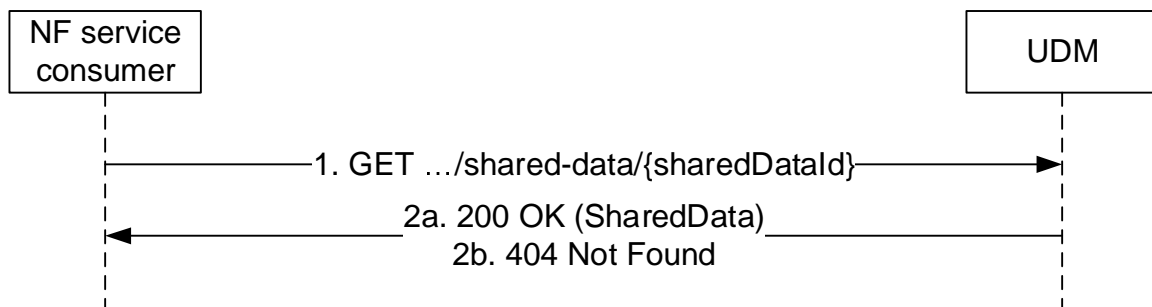 NF service
consumer
UDM
1. GET …/shared-data/{sharedDataId}
2a. 200 OK (SharedData)
2b. 404 Not Found